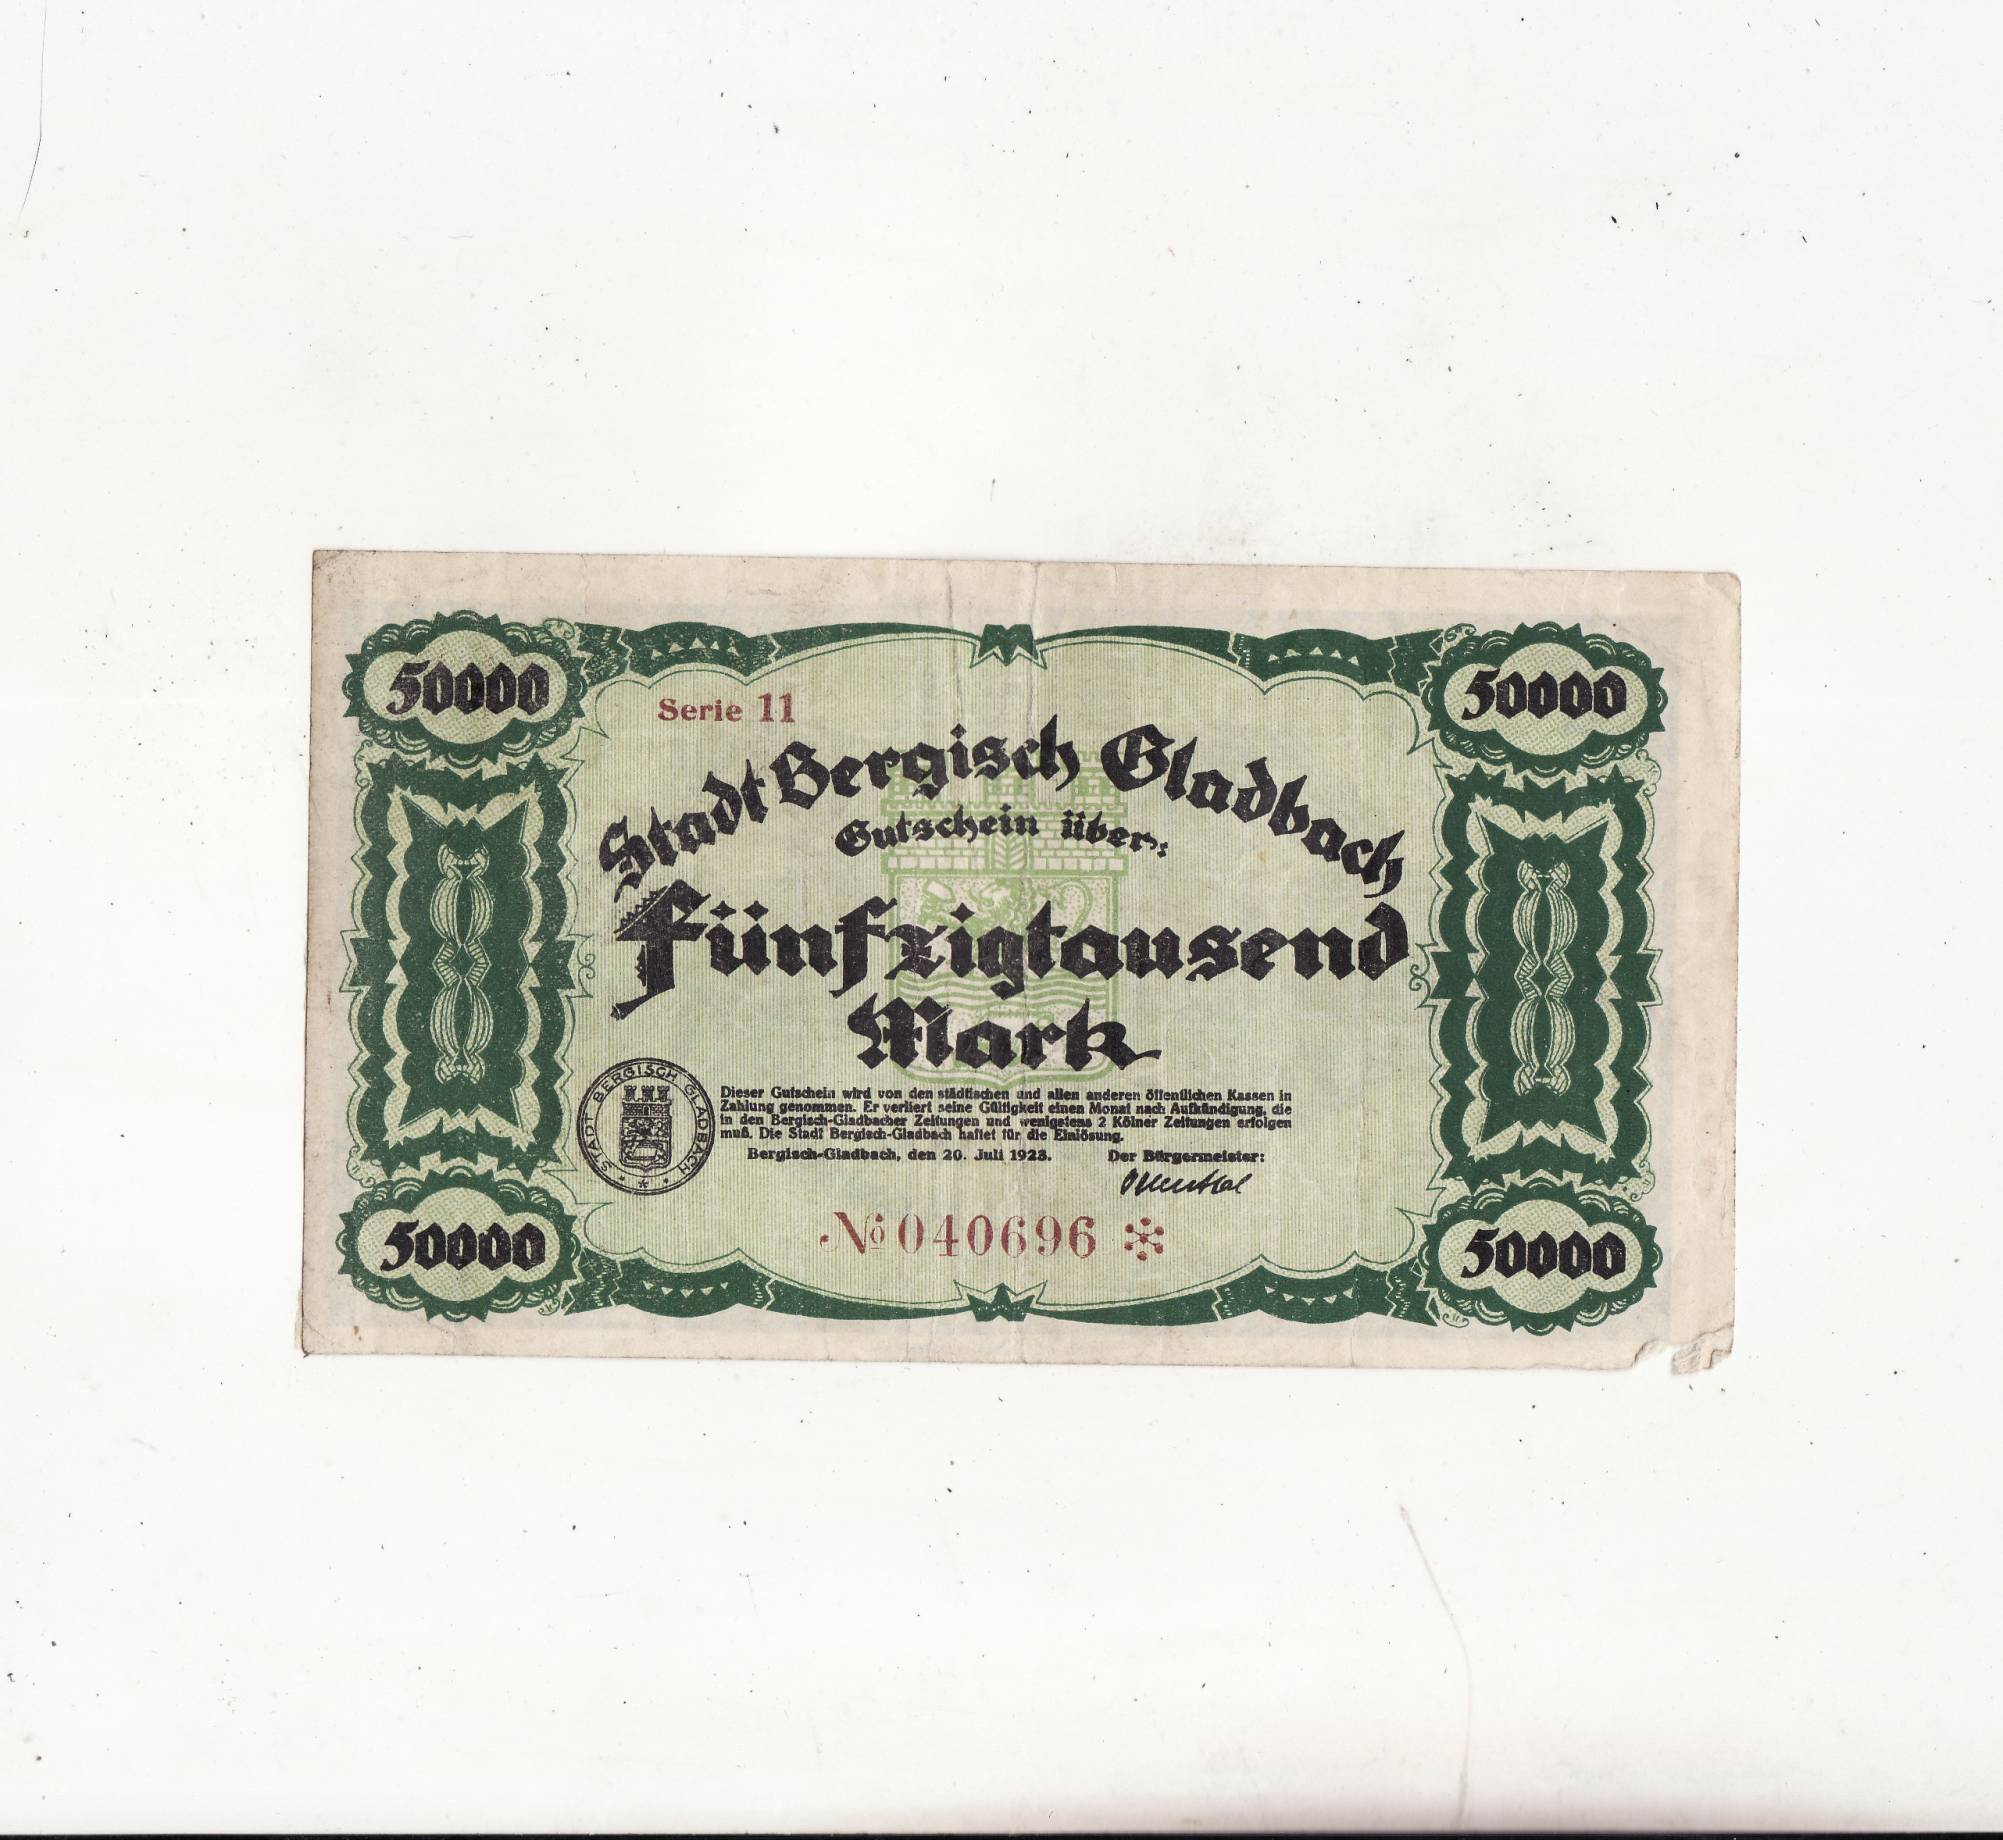 50000
50000
Serie 11
Stadt Bergisch Gladbach
Gutschein über:
Fünfzigtausend
Mark
STADT BERGISCH GLADBACH
Dieser Gutschein wird von den städtischen und allen anderen öffentlichen Kassen in
Zahlung genommen. Er verliert seine Gültigkeit einen Monat nach Aufkündigung, die
in den Bergisch-Gladbacher Zeitungen und wenigstens 2 Kölner Zeitungen erfolgen
muß. Die Stadt Bergisch-Gladbach haftet für die Einlösung.
Bergisch-Gladbach, den 20. Juli 1923. Der Bürgermeister:
No 040696 *
50000
50000